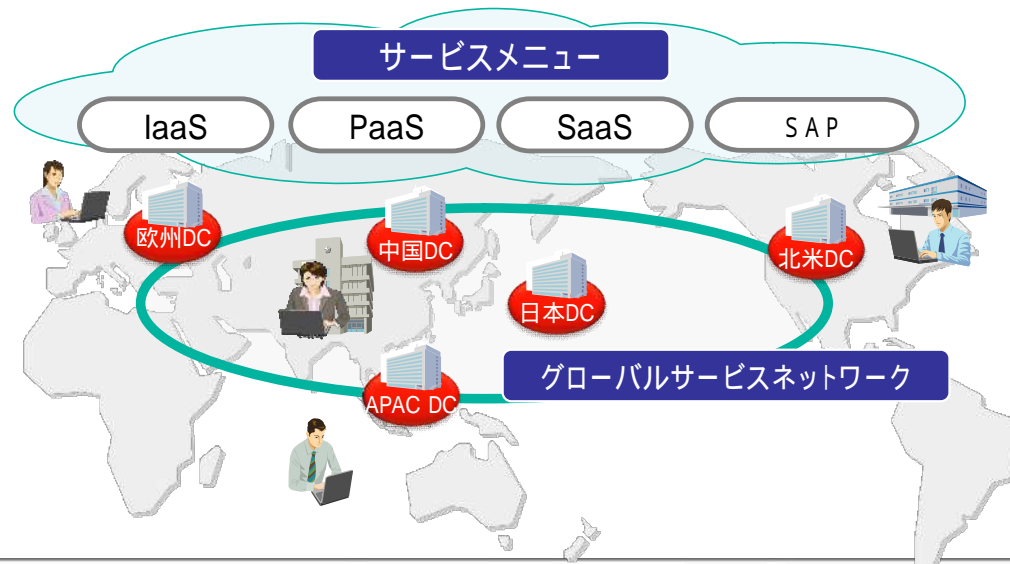 サービスメニュー
IaaS
PaaS
SaaS
ＳＡＰ
欧州DC
中国DC
北米DC
日本DC
グローバルサービスネットワーク
APAC DC